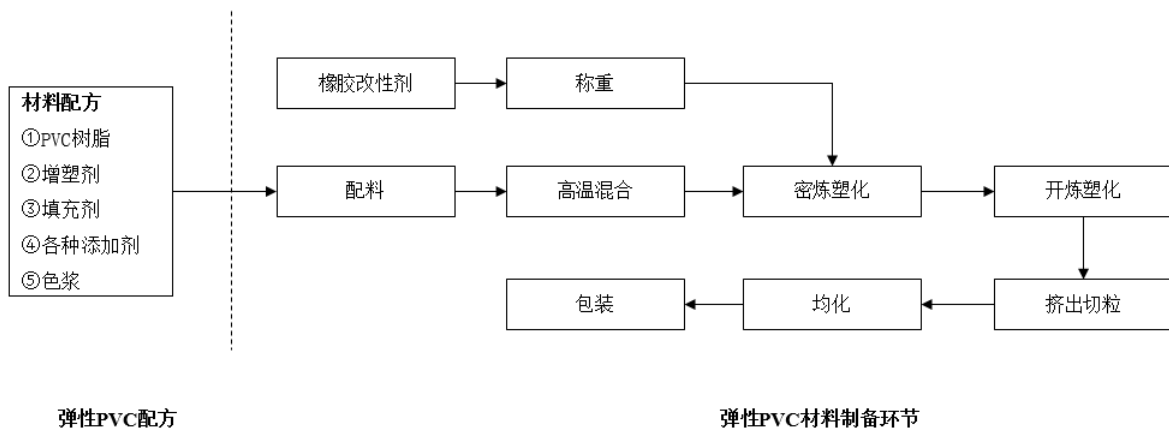 材料配方
①PVC树脂
②增塑剂
③填充剂
④各种添加剂
⑤色浆
橡胶改性剂
称重
配料
高温混合
密炼塑化
开炼塑化
包装
均化
挤出切粒
弹性PVC配方
弹性PVC材料制备环节